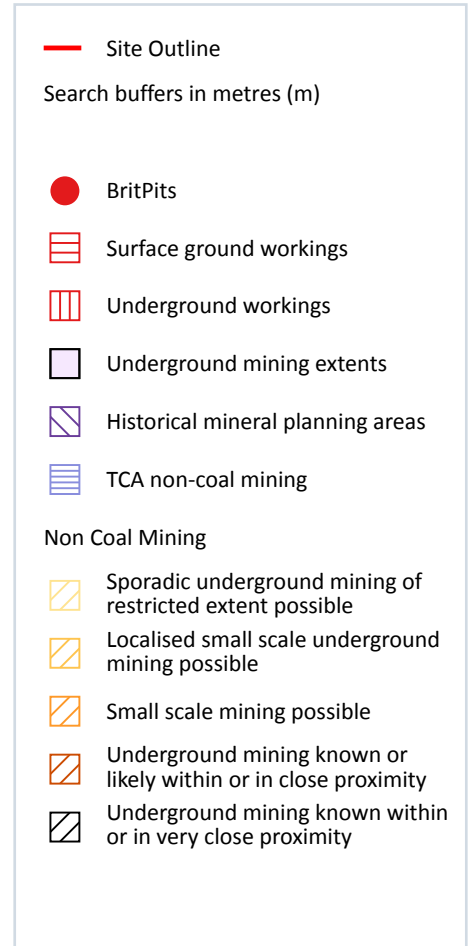 Site Outline
Search buffers in metres (m)
BritPits
Surface ground workings
Underground workings
Underground mining extents
Historical mineral planning areas
TCA non-coal mining
Non Coal Mining
Sporadic underground mining of
restricted extent possible
Localised small scale underground
mining possible
Small scale mining possible
Underground mining known or
likely within or in close proximity
Underground mining known within
or in very close proximity